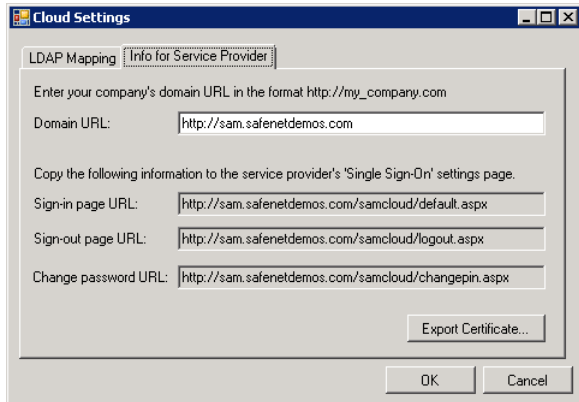 Cloud Settings
LDAP Mapping Info for Service Provider
Enter your company's domain URL in the format http://my_company.com
Domain URL: http://sam.safenetdemos.com
Copy the following information to the service provider's 'Single Sign-On' settings page.
Sign-in page URL: http://sam.safenetdemos.com/samcloud/default.aspx
Sign-out page URL: http://sam.safenetdemos.com/samcloud/logout.aspx
Change password URL: http://sam.safenetdemos.com/samcloud/changepin.aspx
Export Certificate...
OK Cancel